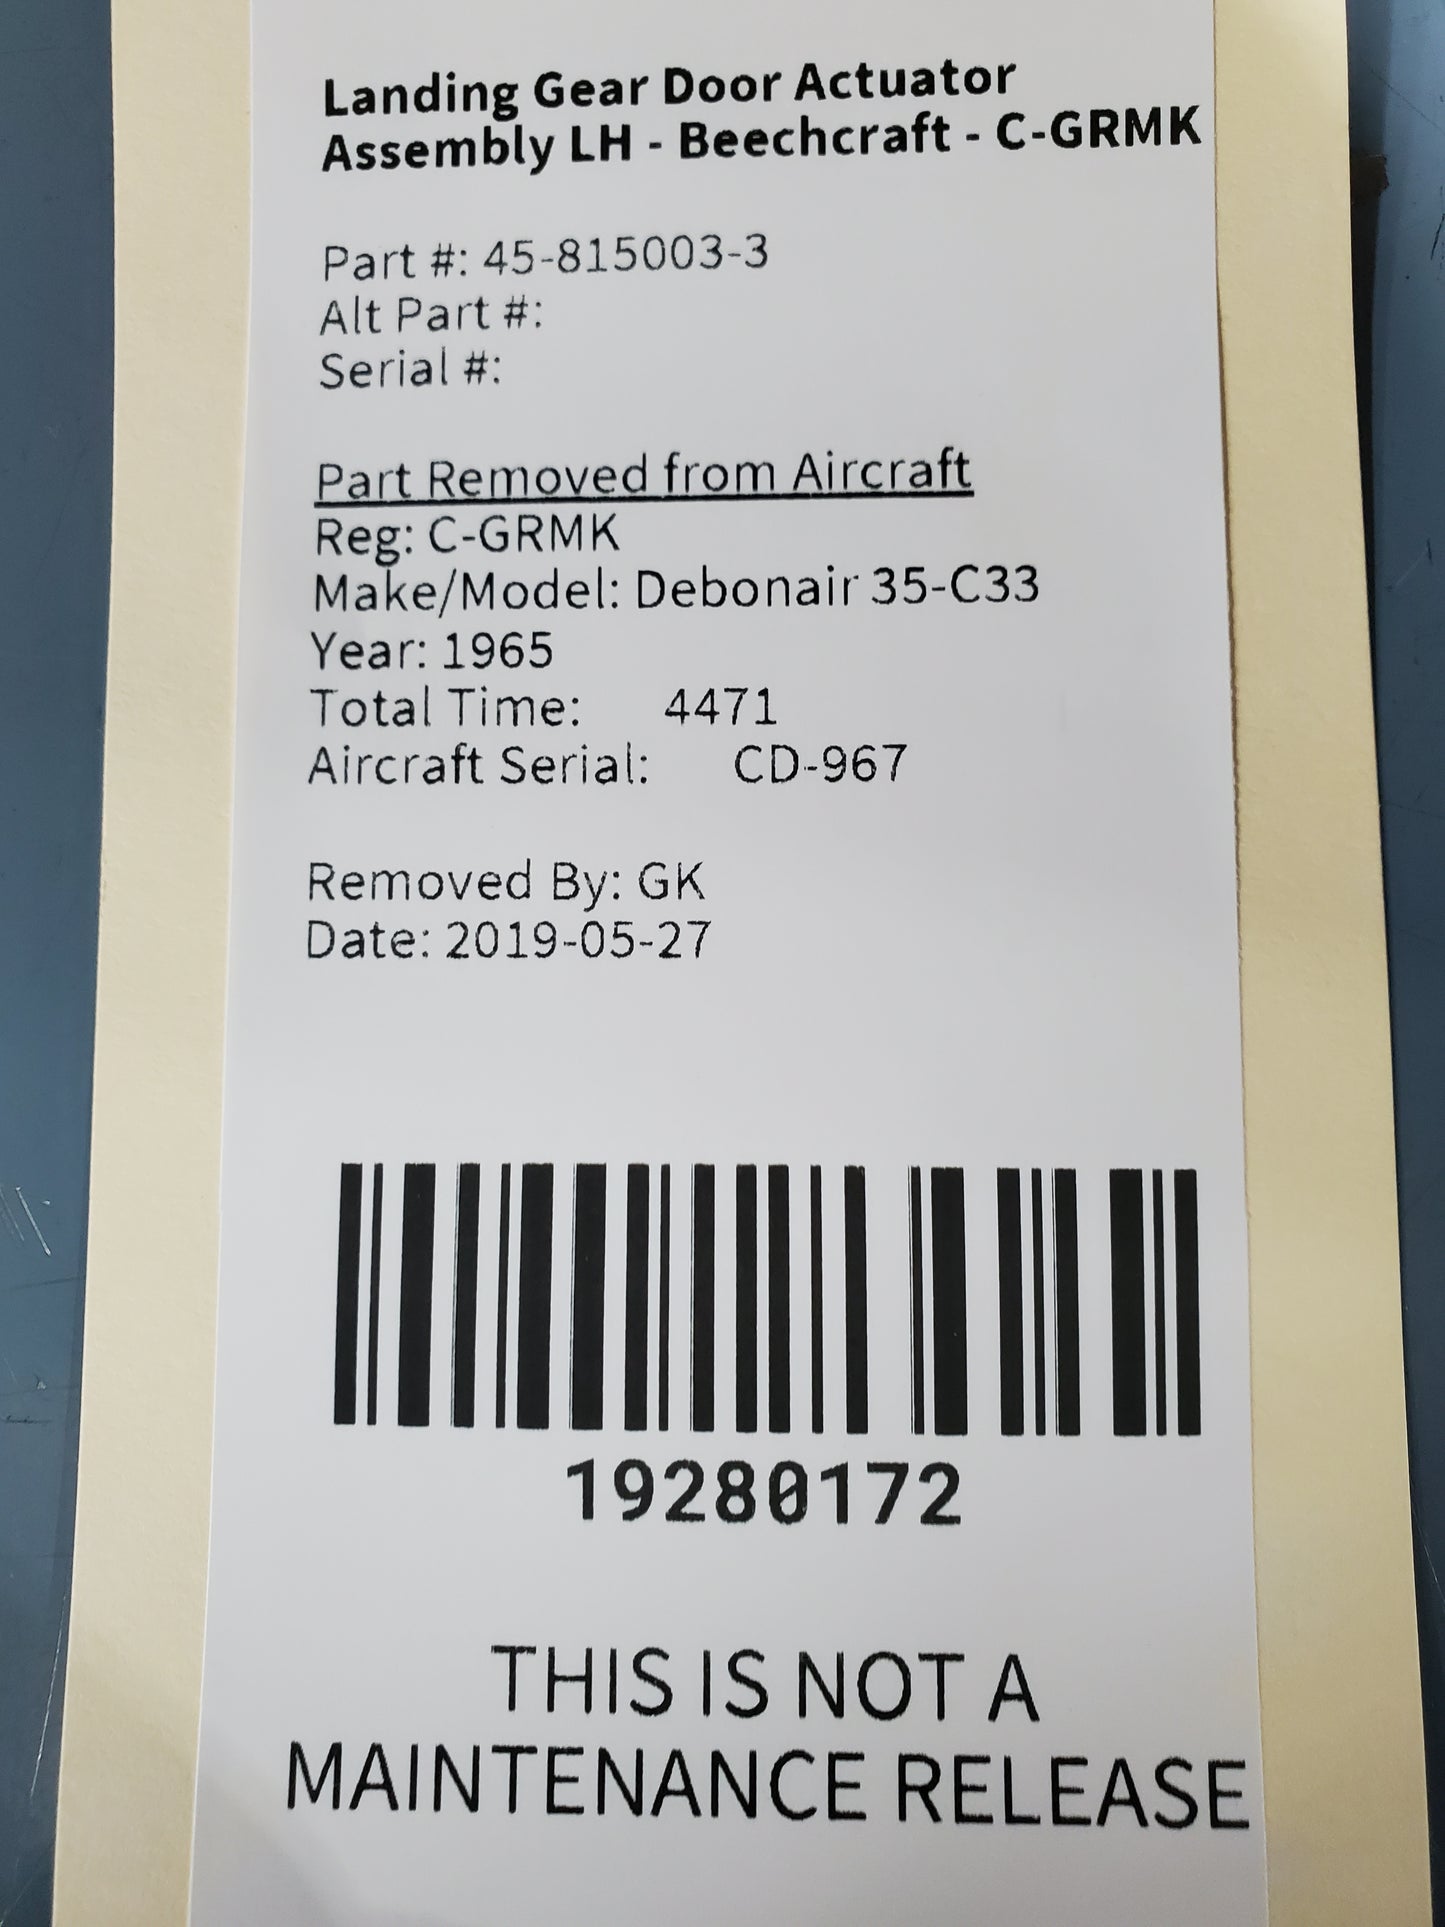 Landing Gear Door Actuator
Assembly LH - Beechcraft - C-GRMK
Part #: 45-815003-3
Alt Part #:
Serial #:
Part Removed from Aircraft
Reg: C-GRMK
Make/Model: Debonair 35-C33
Year: 1965
Total Time: 4471
Aircraft Serial: CD-967
Removed By: GK
Date: 2019-05-27
19280172
THIS IS NOT A
MAINTENANCE RELEASE